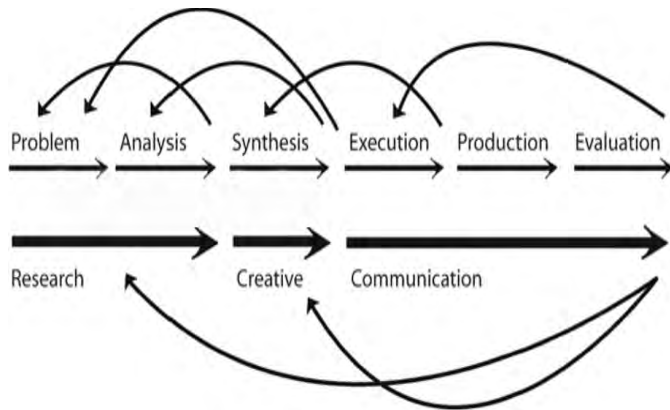 Problem Analysis Synthesis Execution Production Evaluation
Research Creative Communication